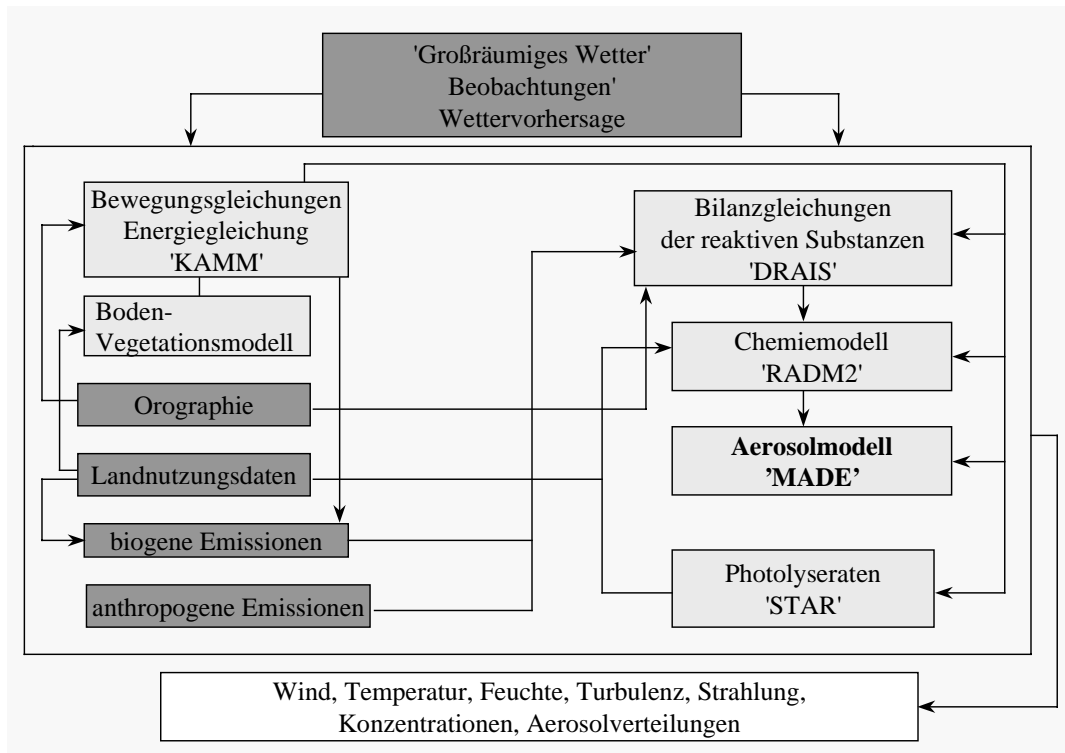 'Großräumiges Wetter'
Beobachtungen'
Wettervorhersage
Bewegungsgleichungen
Energiegleichung
'KAMM'
Boden-
Vegetationsmodell
Orographie
Landnutzungsdaten
biogene Emissionen
anthropogene Emissionen
Bilanzgleichungen
der reaktiven Substanzen
'DRAIS'
Chemiemodell
'RADM2'
Aerosolmodell
’MADE’
Photolyseraten
'STAR'
Wind, Temperatur, Feuchte, Turbulenz, Strahlung,
Konzentrationen, Aerosolverteilungen